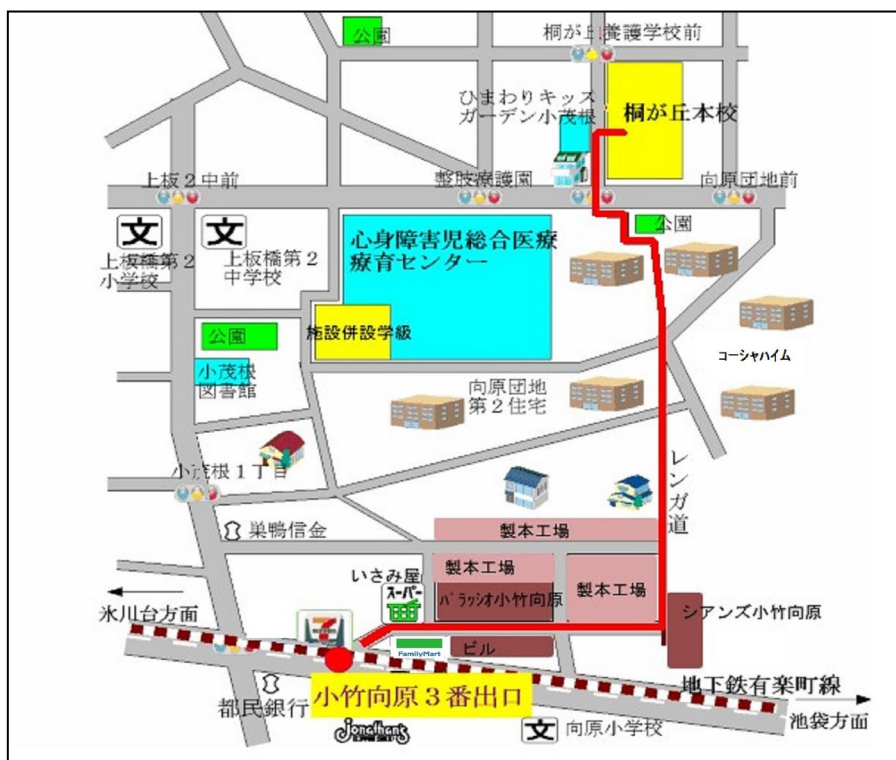 公園
桐が丘養護学校前
ひまわりキッズ
ガーデン小茂根
桐が丘本校
上板２中前
整肢療護園
向原団地前
文
文
公園
上板橋第２
小学校
上板橋第２
中学校
心身障害児総合医療
療育センター
公園
施設併設学級
コーシャハイム
小茂根
図書館
向原団地
第２住宅
小茂根１丁目
レンガ道
巣鴨信金
製本工場
いさみ屋
製本工場
スーパー
パラッシオ小竹向原
製本工場
シアンズ小竹向原
氷川台方面
7
FamilyMart
ビル
地下鉄有楽町線
小竹向原３番出口
都民銀行
Jonathan's
文
向原小学校
池袋方面